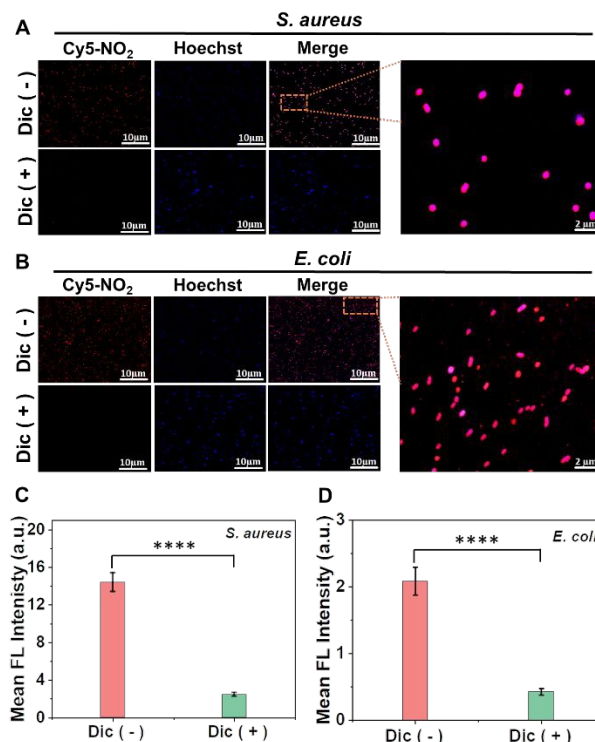 A
S. aureus
Cy5-NO₂ Hoechst Merge
Dic ( - )
10μm 10μm 10μm
Dic ( + )
10μm 10μm 10μm 2 μm
B
E. coli
Cy5-NO₂ Hoechst Merge
Dic ( - )
10μm 10μm 10μm
Dic ( + )
10μm 10μm 10μm 2 μm
C
Mean FL Intenisty (a.u.)
20
16
12
8
4
0
S. aureus
****
Dic ( - ) Dic ( + )
D
Mean FL Intensity (a.u.)
3
2
1
0
E. coli
****
Dic ( - ) Dic ( + )